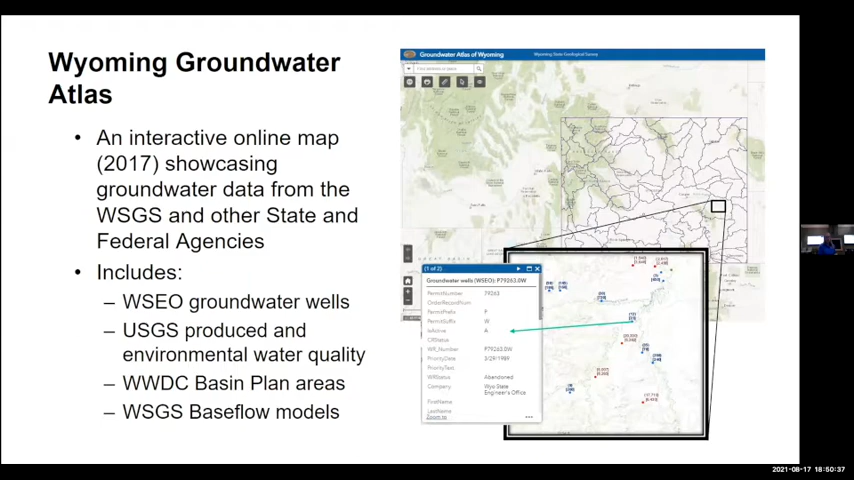 Wyoming Groundwater
Atlas
• An interactive online map
(2017) showcasing
groundwater data from the
WSGS and other State and
Federal Agencies
• Includes:
– WSEO groundwater wells
– USGS produced and
environmental water quality
– WWDC Basin Plan areas
– WSGS Baseflow models
Groundwater Atlas of Wyoming
Wyoming State Geological Survey
(1 of 2)
Groundwater wells (WSEO): P79263.0W
PermitNumber 79263
OrderRecordNum
PermitPrefix P
PermitSuffix W
IsActive A
WR_Number P79263.0W
PriorityDate 3/29/1989
PriorityText
WRStatus Abandoned
Company Wyo State
Engineer's Office
FirstName
LastName
Zoom to
2021-08-17 18:50:37